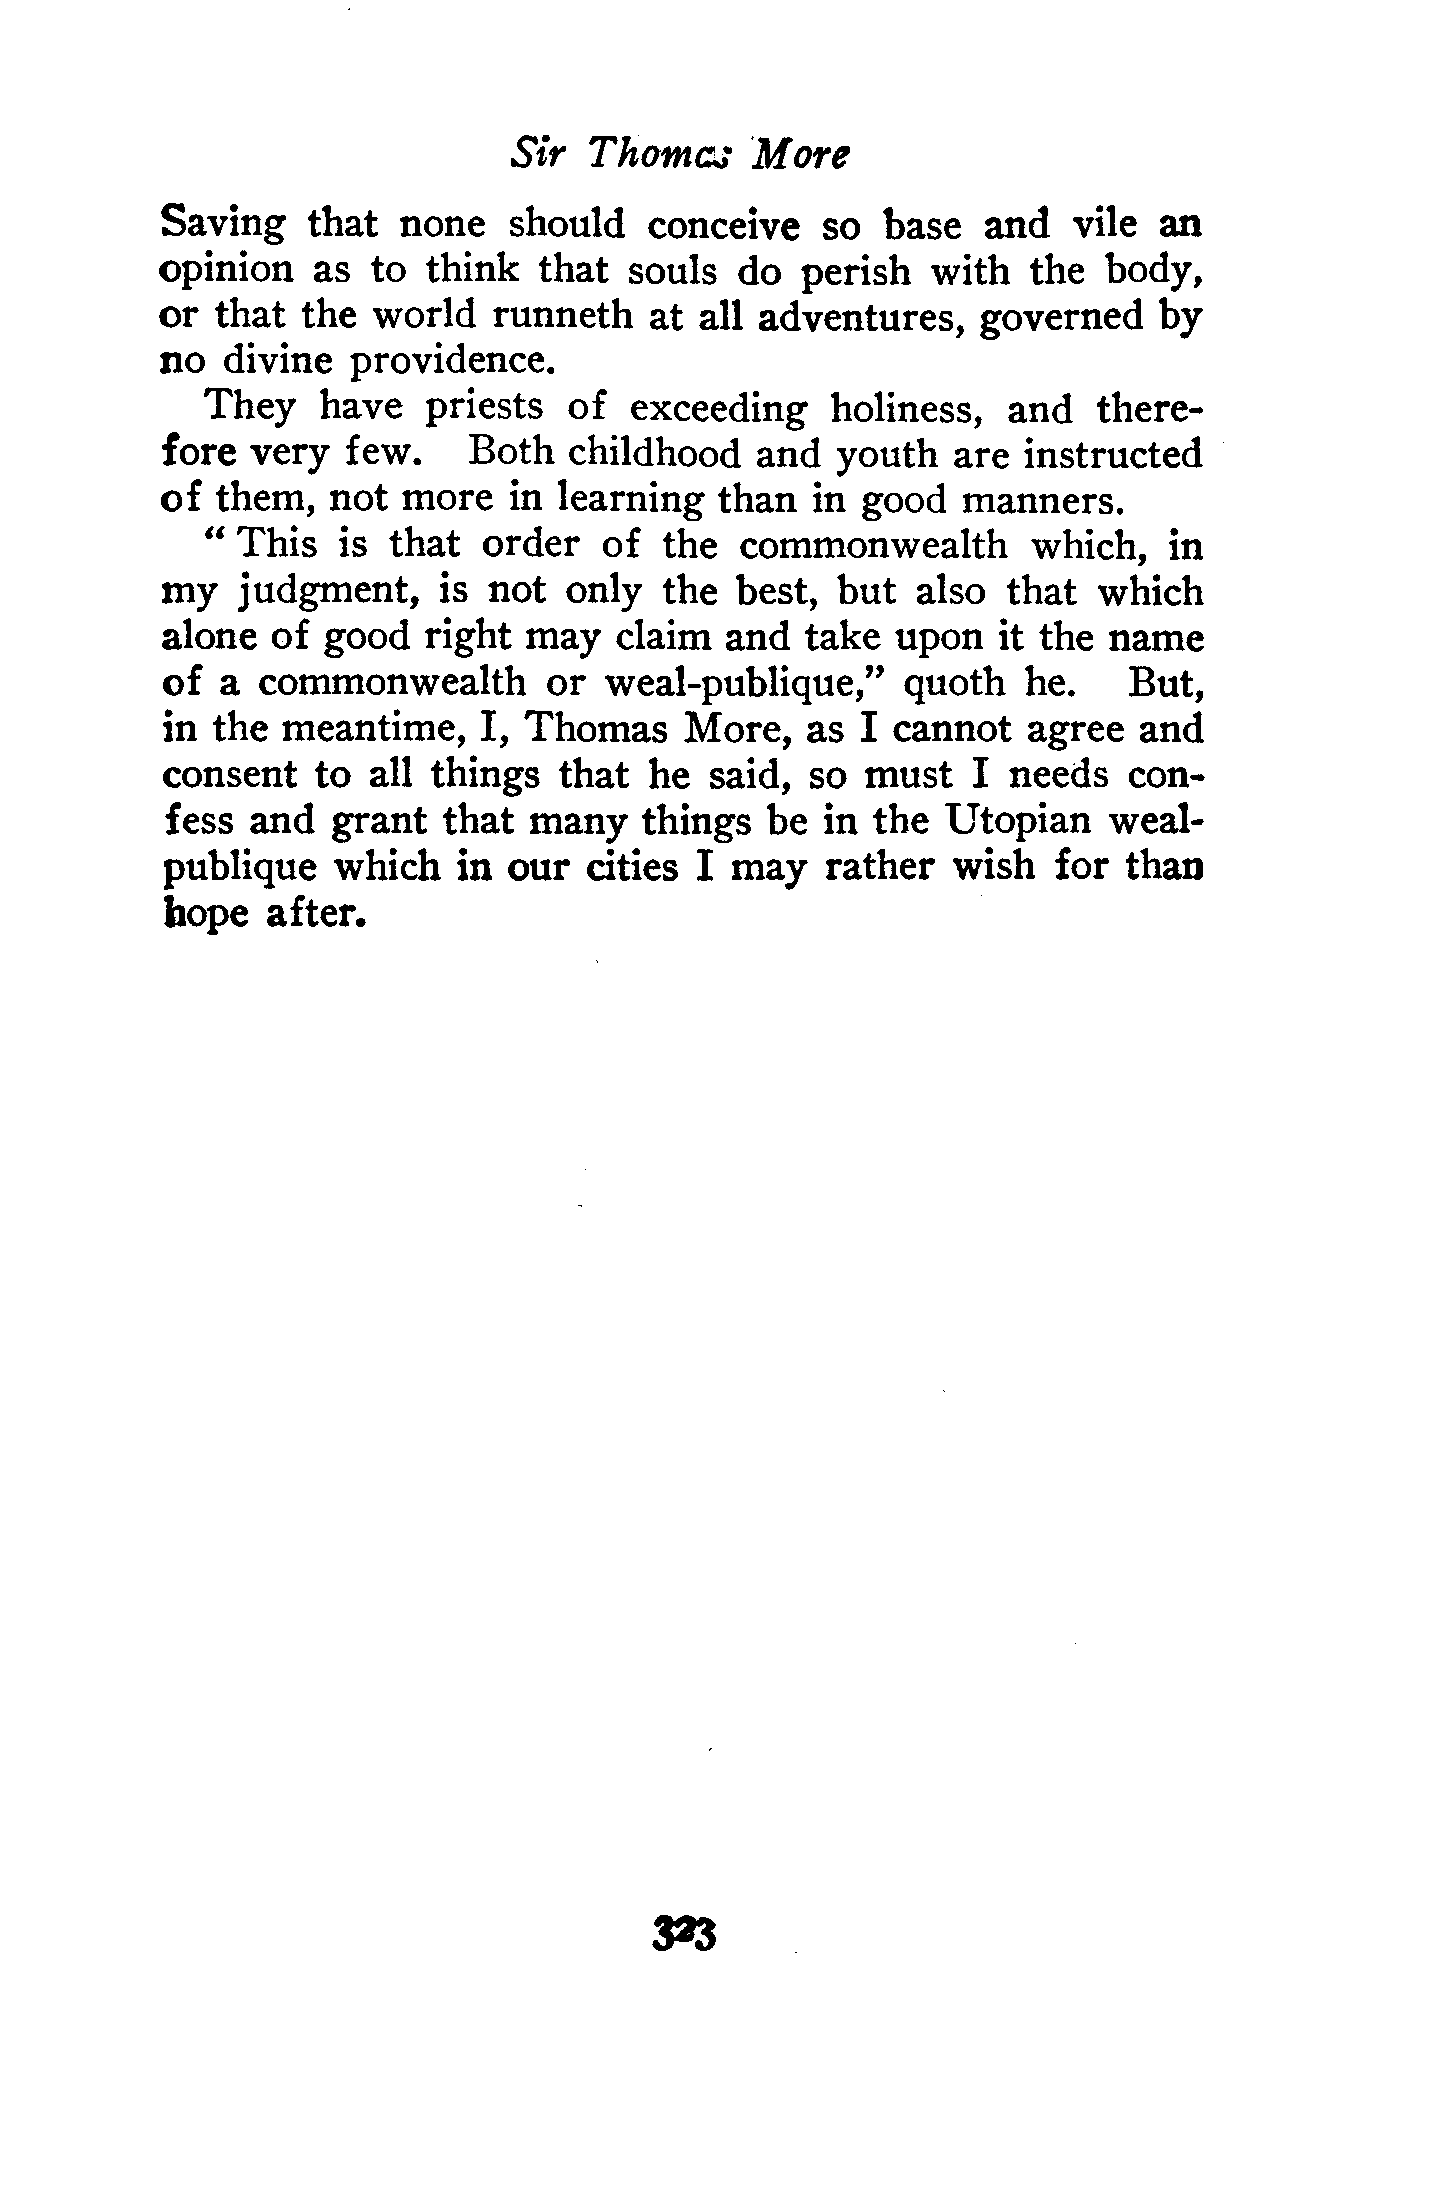 Sir Thomas More
Saving that none should conceive so base and vile an
opinion as to think that souls do perish with the body,
or that the world runneth at all adventures, governed by
no divine providence.
They have priests of exceeding holiness, and there-
fore very few. Both childhood and youth are instructed
of them, not more in learning than in good manners.
“ This is that order of the commonwealth which, in
my judgment, is not only the best, but also that which
alone of good right may claim and take upon it the name
of a commonwealth or weal-publique,” quoth he. But,
in the meantime, I, Thomas More, as I cannot agree and
consent to all things that he said, so must I needs con-
fess and grant that many things be in the Utopian weal-
publique which in our cities I may rather wish for than
hope after.
323